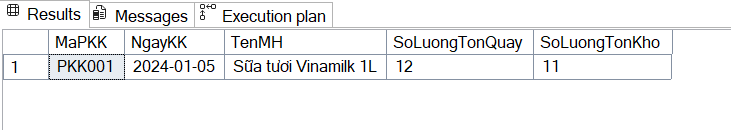 Results Messages Execution plan
MaPKK NgayKK TenMH SoLuongTonQuay SoLuongTonKho
1 PKK001 2024-01-05 Sữa tươi Vinamilk 1L 12 11